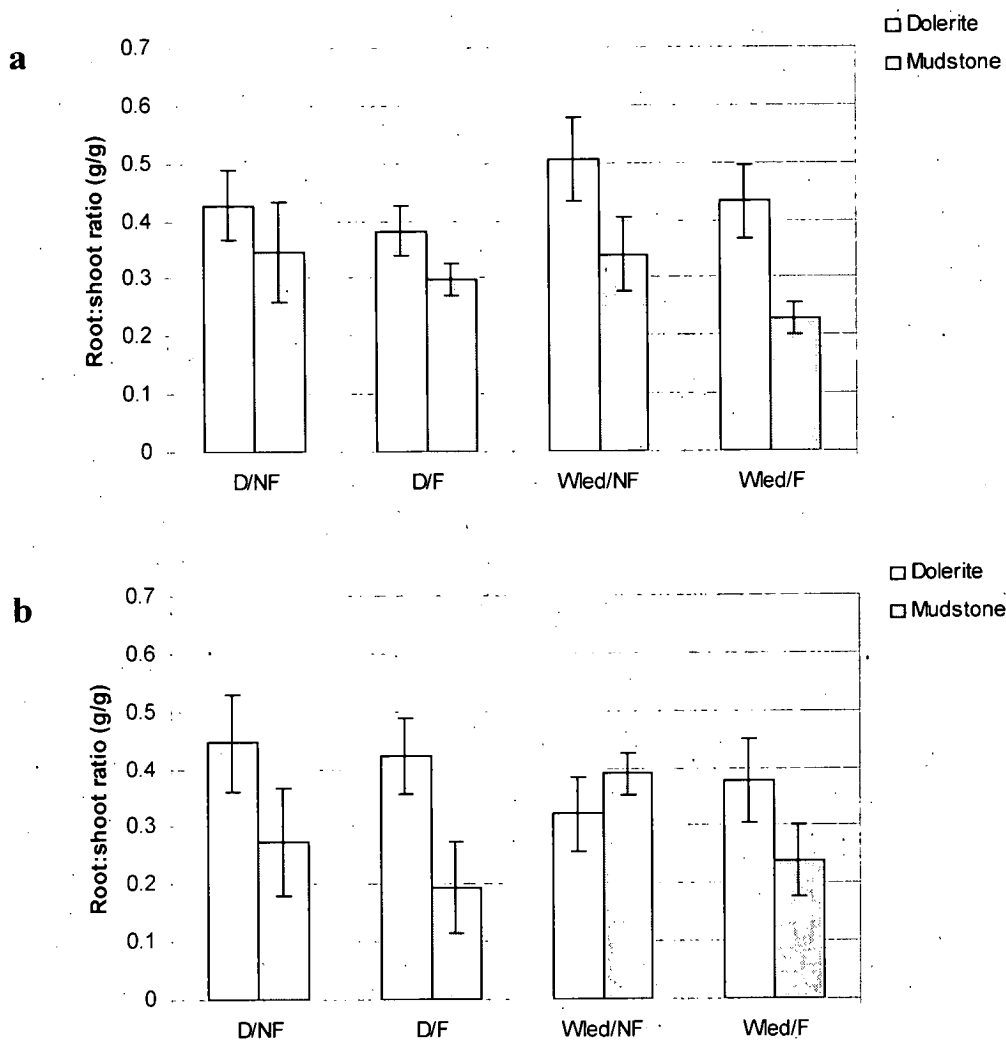 a
Dolerite
Mudstone
Root:shoot ratio (g/g)
0.7
0.6
0.5
0.4
0.3
0.2
0.1
0
D/NF D/F Wled/NF Wled/F
b
Dolerite
Mudstone
Root:shoot ratio (g/g)
0.7
0.6
0.5
0.4
0.3
0.2
0.1
0
D/NF D/F Wled/NF Wled/F